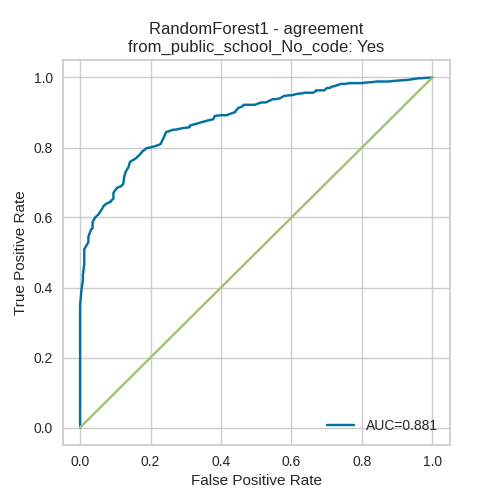 RandomForest1 - agreement
from_public_school_No_code: Yes
True Positive Rate
1.0
0.8
0.6
0.4
0.2
0.0
AUC=0.881
0.0 0.2 0.4 0.6 0.8 1.0
False Positive Rate